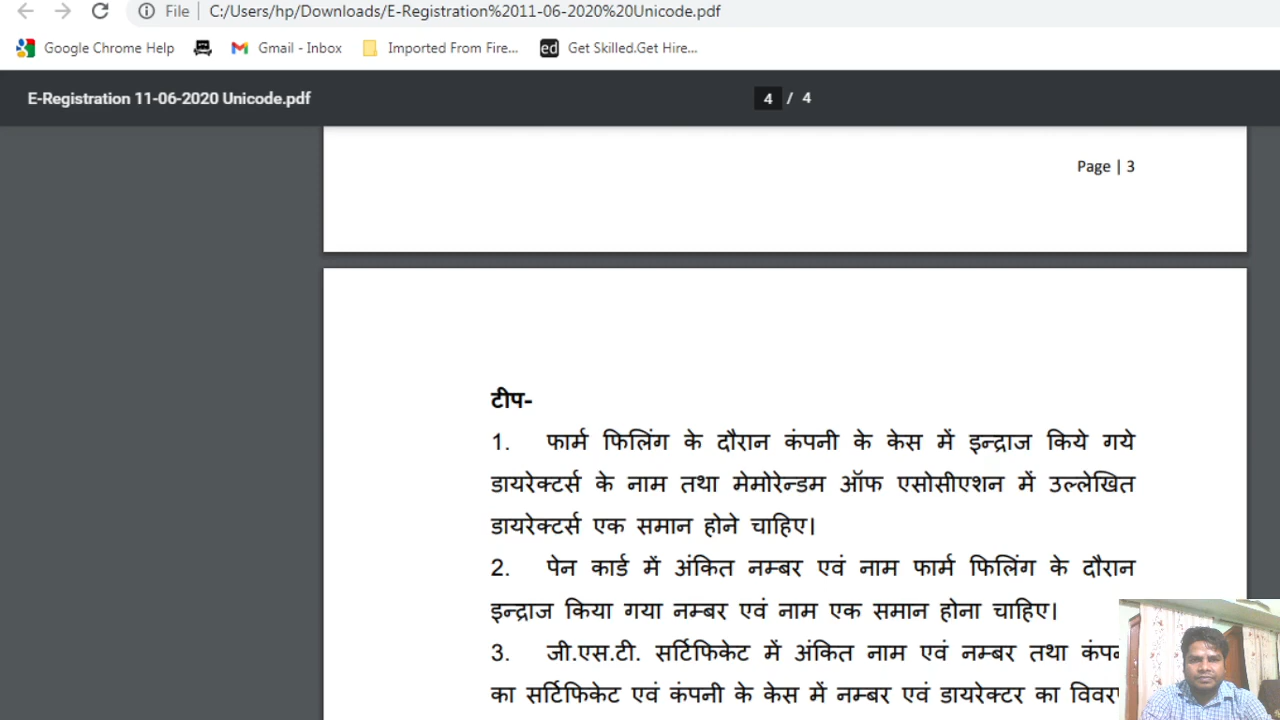 File
C:/Users/hp/Downloads/E-Registration%2011-06-2020%20Unicode.pdf
Google Chrome Help
Gmail - Inbox
Imported From Fire...
ed
Get Skilled.Get Hire...
E-Registration 11-06-2020 Unicode.pdf
4 / 4
Page | 3
टीप-
1. फार्म फिलिंग के दौरान कंपनी के केस में इन्द्राज किये गये
डायरेक्टर्स के नाम तथा मेमोरेन्डम ऑफ एसोसीएशन में उल्लेखित
डायरेक्टर्स एक समान होने चाहिए।
2. पेन कार्ड में अंकित नम्बर एवं नाम फार्म फिलिंग के दौरान
इन्द्राज किया गया नम्बर एवं नाम एक समान होना चाहिए।
3. जी.एस.टी. सर्टिफिकेट में अंकित नाम एवं नम्बर तथा
का सर्टिफिकेट एवं कंपनी के केस में नम्बर एवं डायरेक्टर का